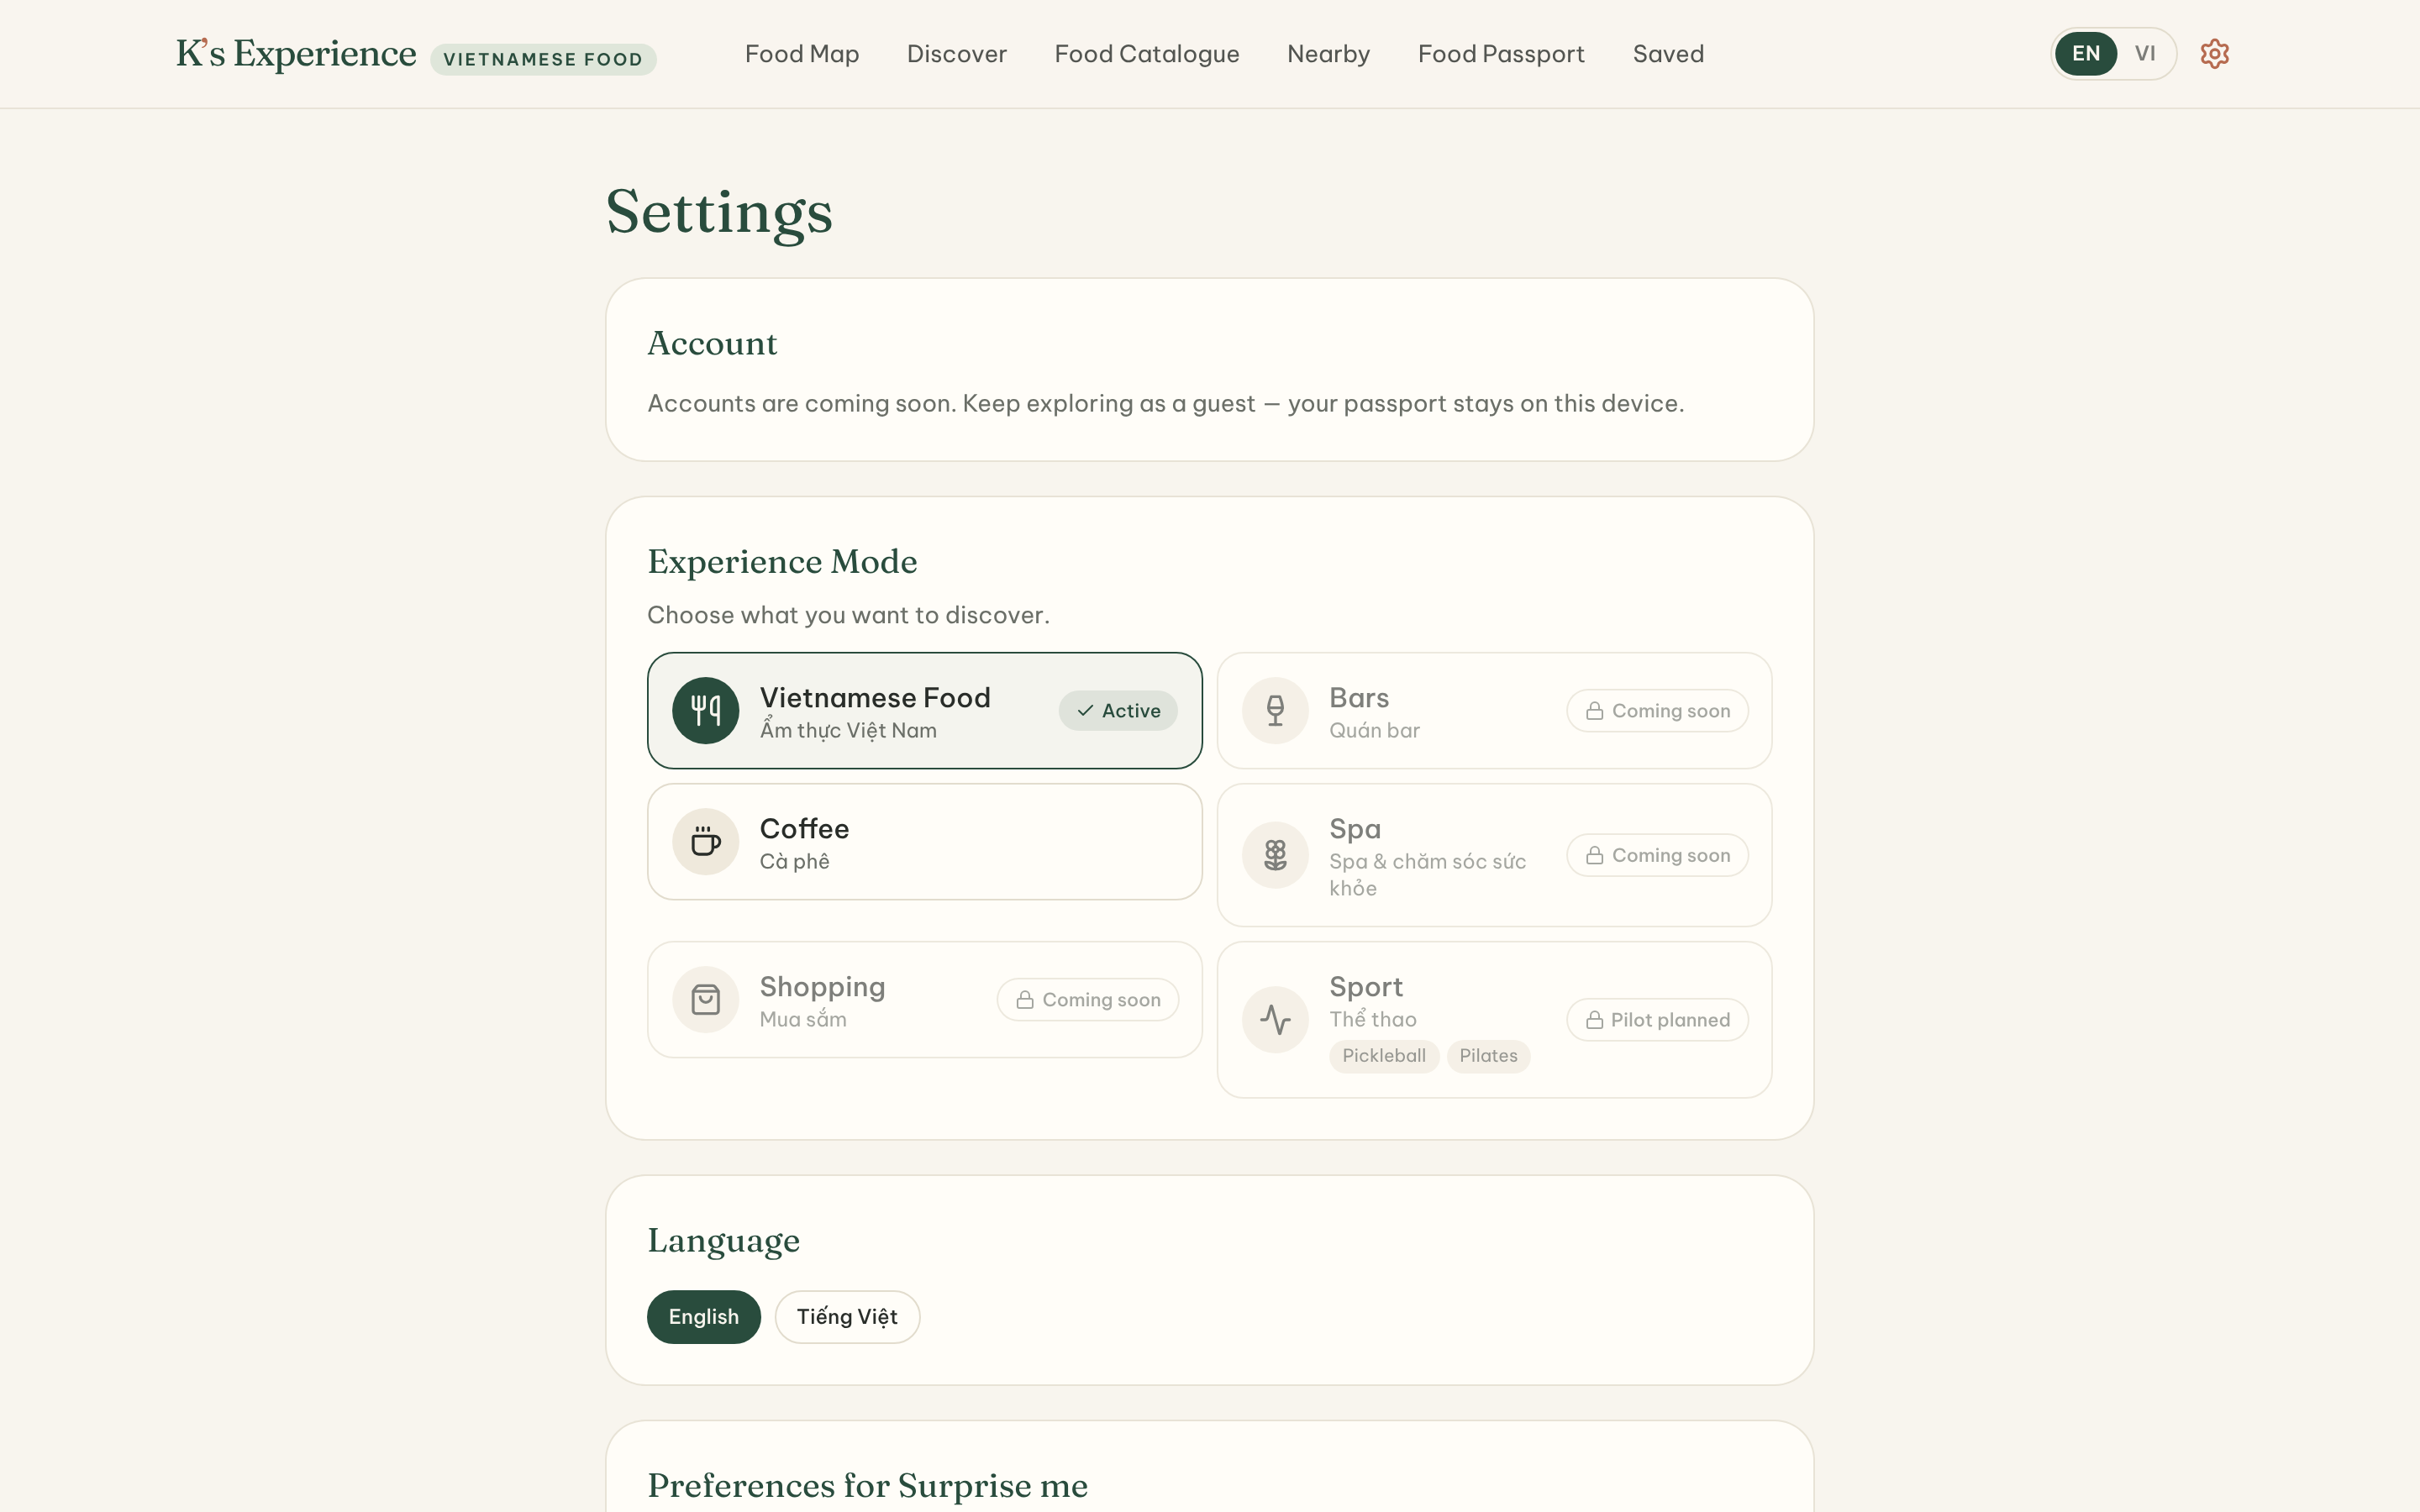 K's Experience
VIETNAMESE FOOD
Food Map
Discover
Food Catalogue
Nearby
Food Passport
Saved
EN
VI
Settings
Account
Accounts are coming soon. Keep exploring as a guest — your passport stays on this device.
Experience Mode
Choose what you want to discover.
Vietnamese Food
Ẩm thực Việt Nam
Active
Bars
Quán bar
Coming soon
Coffee
Cà phê
Spa
Spa & chăm sóc sức
khỏe
Coming soon
Shopping
Mua sắm
Coming soon
Sport
Thể thao
Pickleball
Pilates
Pilot planned
Language
English
Tiếng Việt
Preferences for Surprise me